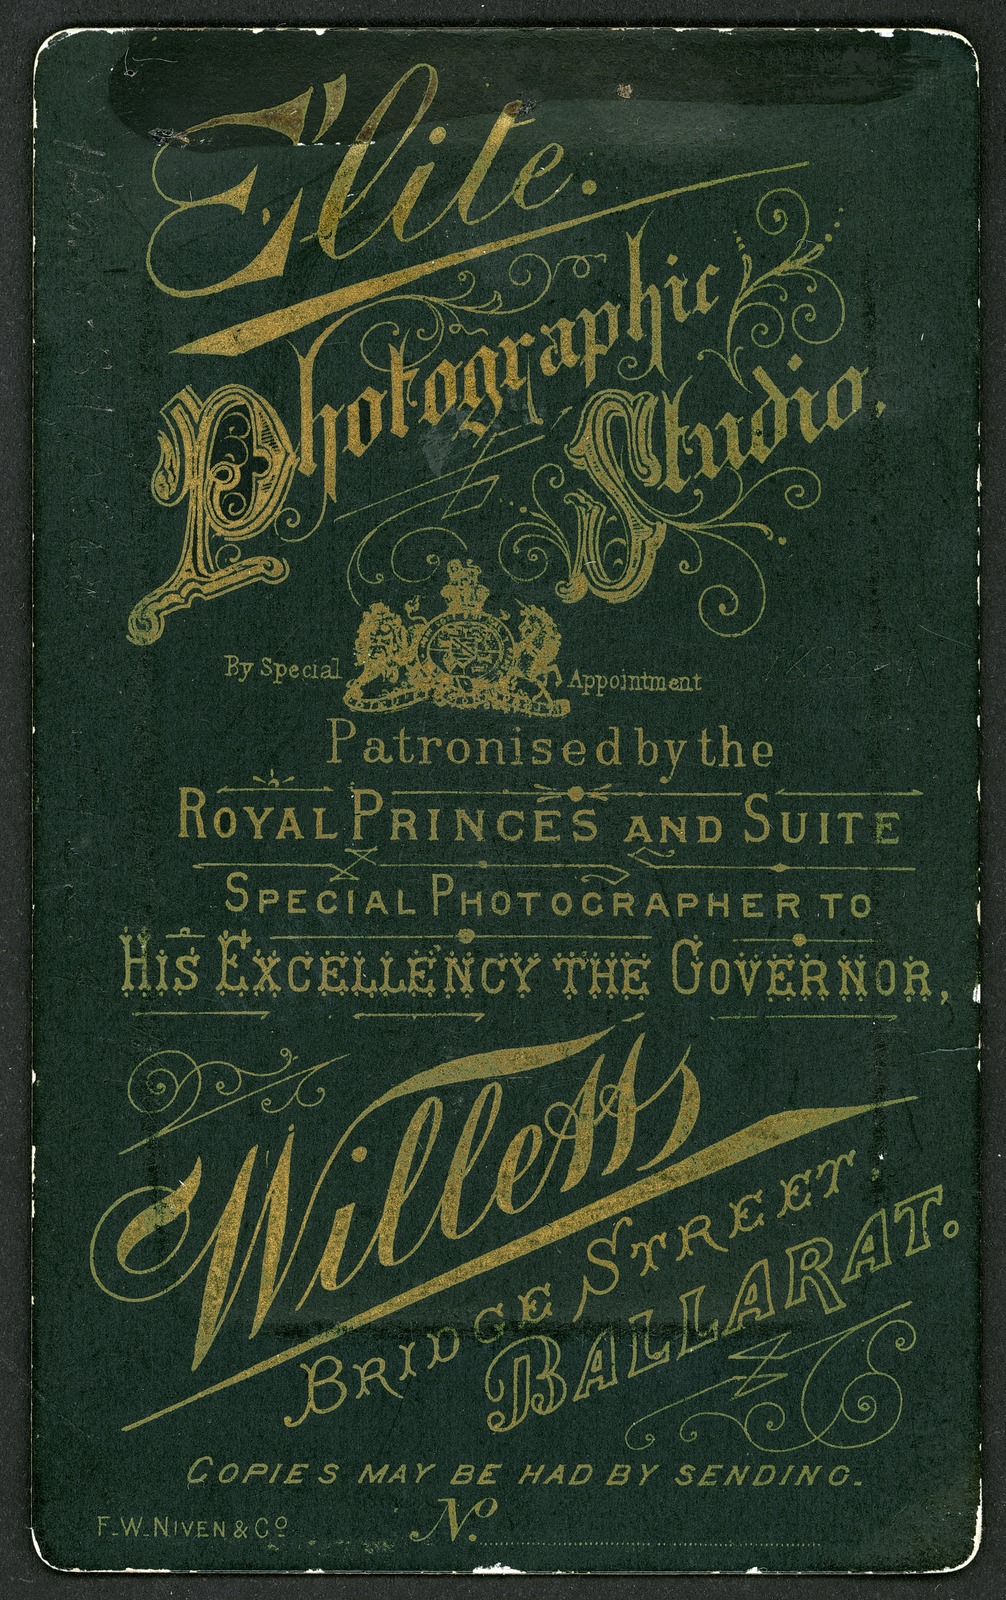 Elite.
Photographic
Studio,
By Special Appointment
Patronised by the
ROYAL PRINCES AND SUITE
SPECIAL PHOTOGRAPHER TO
HIS EXCELLENCY THE GOVERNOR,
Willetts
BRIDGE STREET
BALLARAT.
COPIES MAY BE HAD BY SENDING.
No.
F.W.NIVEN & Co